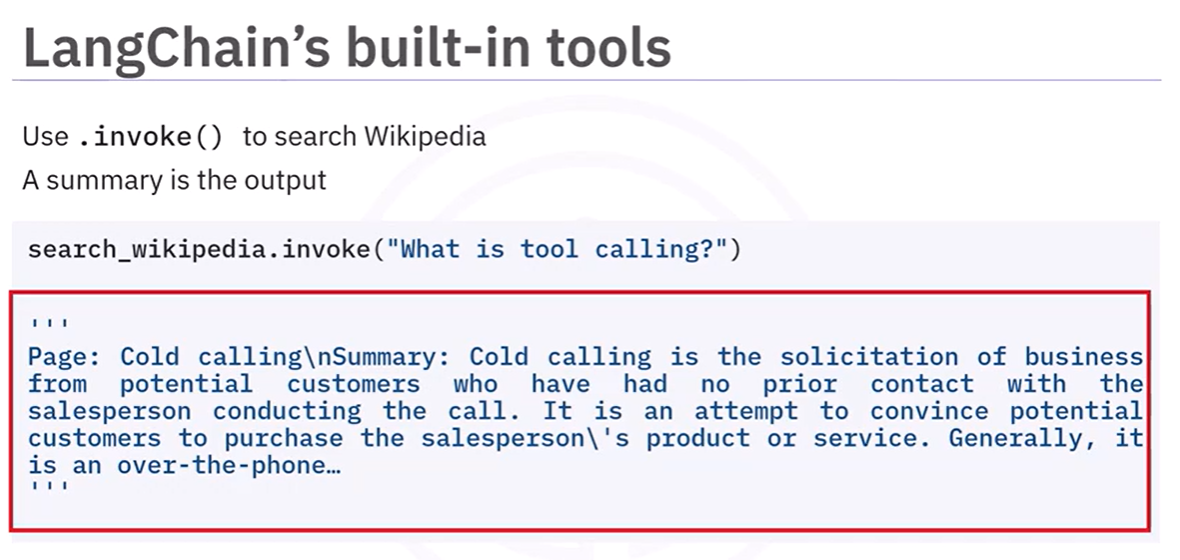 LangChain’s built-in tools
Use .invoke() to search Wikipedia
A summary is the output
search_wikipedia.invoke("What is tool calling?")
'''
Page: Cold calling\nSummary: Cold calling is the solicitation of business
from potential customers who have had no prior contact with the
salesperson conducting the call. It is an attempt to convince potential
customers to purchase the salesperson\'s product or service. Generally, it
is an over-the-phone…
'''